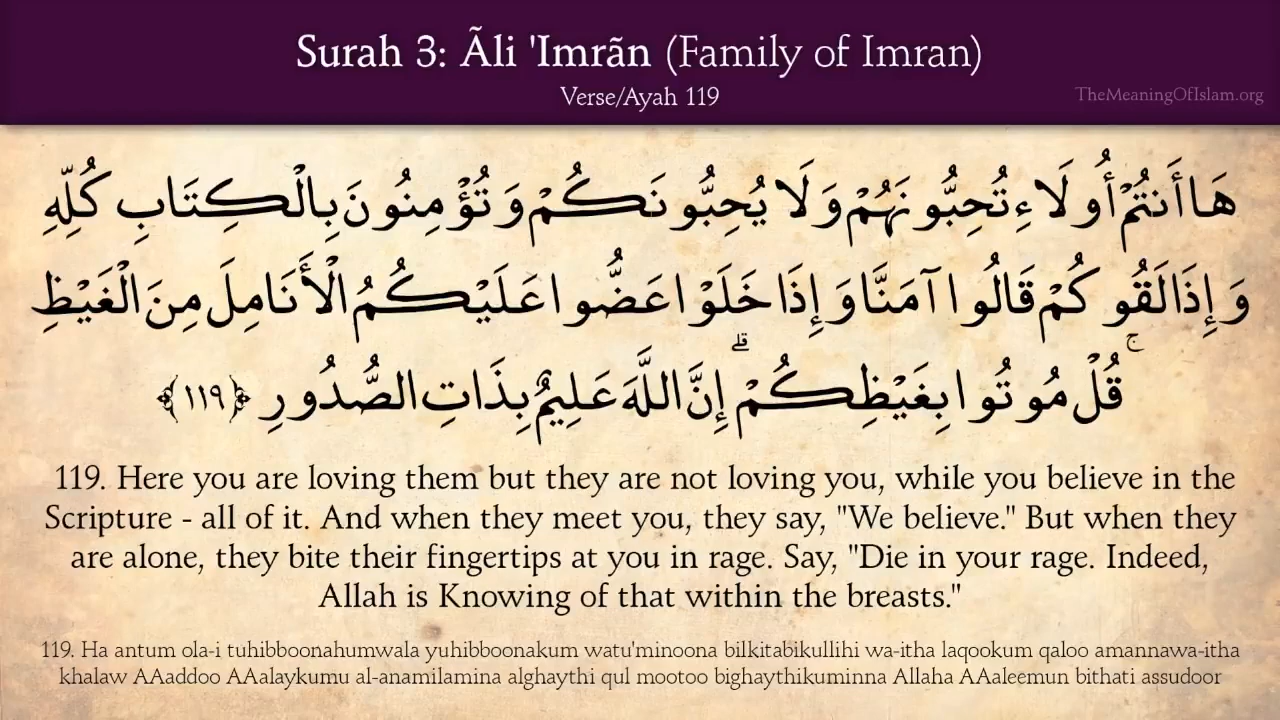 Surah 3: Ãli 'Imrãn (Family of Imran)
Verse/Ayah 119
TheMeaningOfIslam.org
هَاأَنتُمْ أُولَاءِ تُحِبُّونَهُمْ وَلَا يُحِبُّونَكُمْ وَتُؤْمِنُونَ بِالْكِتَابِ كُلِّهِ
وَإِذَا لَقُوكُمْ قَالُوا آمَنَّا وَإِذَا خَلَوْا عَضُّوا عَلَيْكُمُ الْأَنَامِلَ مِنَ الْغَيْظِ ۚ
قُلْ مُوتُوا بِغَيْظِكُمْ ۗ إِنَّ اللَّهَ عَلِيمٌ بِذَاتِ الصُّدُورِ ﴿١١٩﴾
119. Here you are loving them but they are not loving you, while you believe in the
Scripture - all of it. And when they meet you, they say, "We believe." But when they
are alone, they bite their fingertips at you in rage. Say, "Die in your rage. Indeed,
Allah is Knowing of that within the breasts."
119. Ha antum ola-i tuhibboonahumwala yuhibboonakum watu'minoona bilkitabikullihi wa-itha laqookum qaloo amannawa-itha
khalaw AAaddoo AAalaykumu al-anamilamina alghaythi qul mootoo bighaythikuminna Allaha AAaleemun bithati assudoor